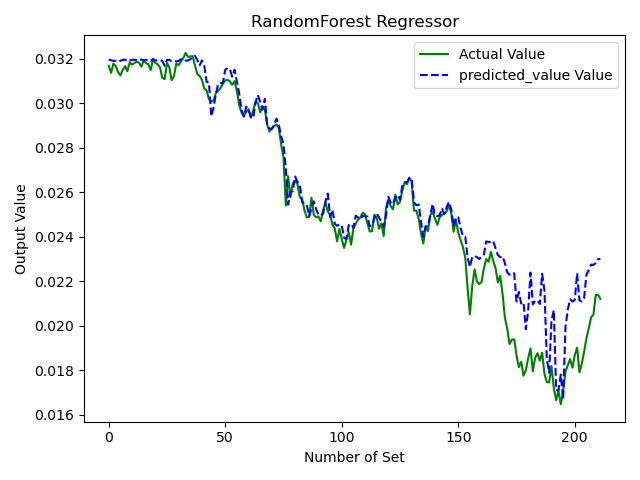 RandomForest Regressor
Actual Value
predicted_value Value
Output Value
0.032
0.030
0.028
0.026
0.024
0.022
0.020
0.018
0.016
0 50 100 150 200
Number of Set